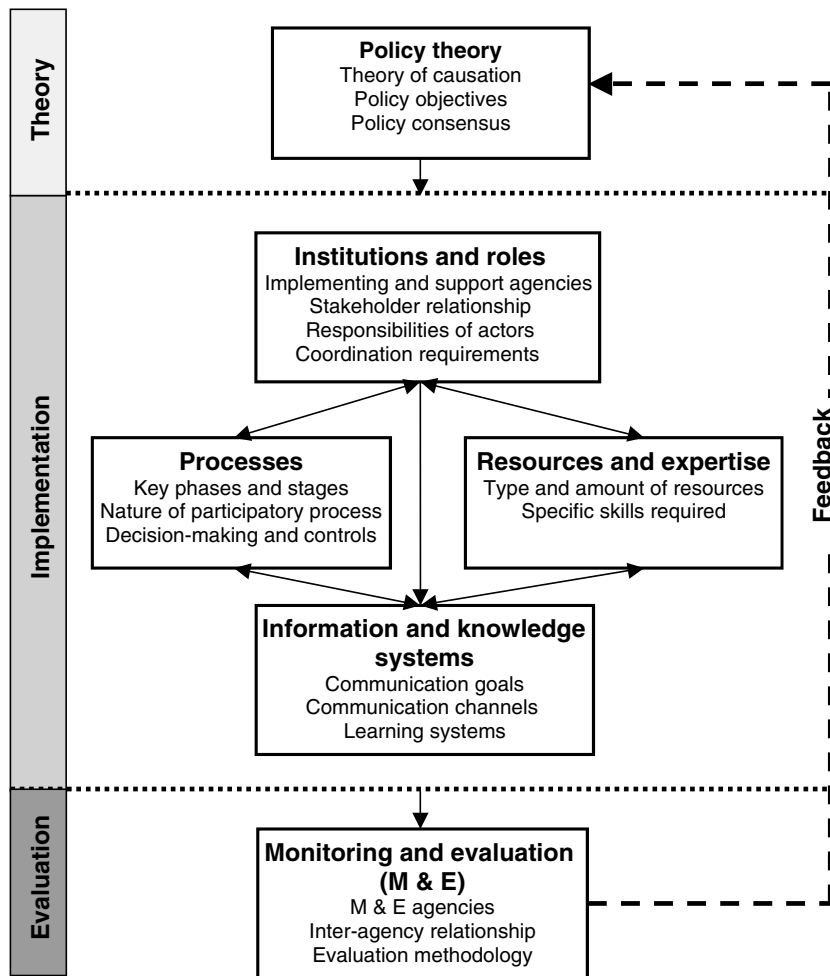 Theory
Policy theory
Theory of causation
Policy objectives
Policy consensus
Implementation
Institutions and roles
Implementing and support agencies
Stakeholder relationship
Responsibilities of actors
Coordination requirements
Processes
Key phases and stages
Nature of participatory process
Decision-making and controls
Resources and expertise
Type and amount of resources
Specific skills required
Information and knowledge
systems
Communication goals
Communication channels
Learning systems
Feedback
Evaluation
Monitoring and evaluation
(M & E)
M & E agencies
Inter-agency relationship
Evaluation methodology